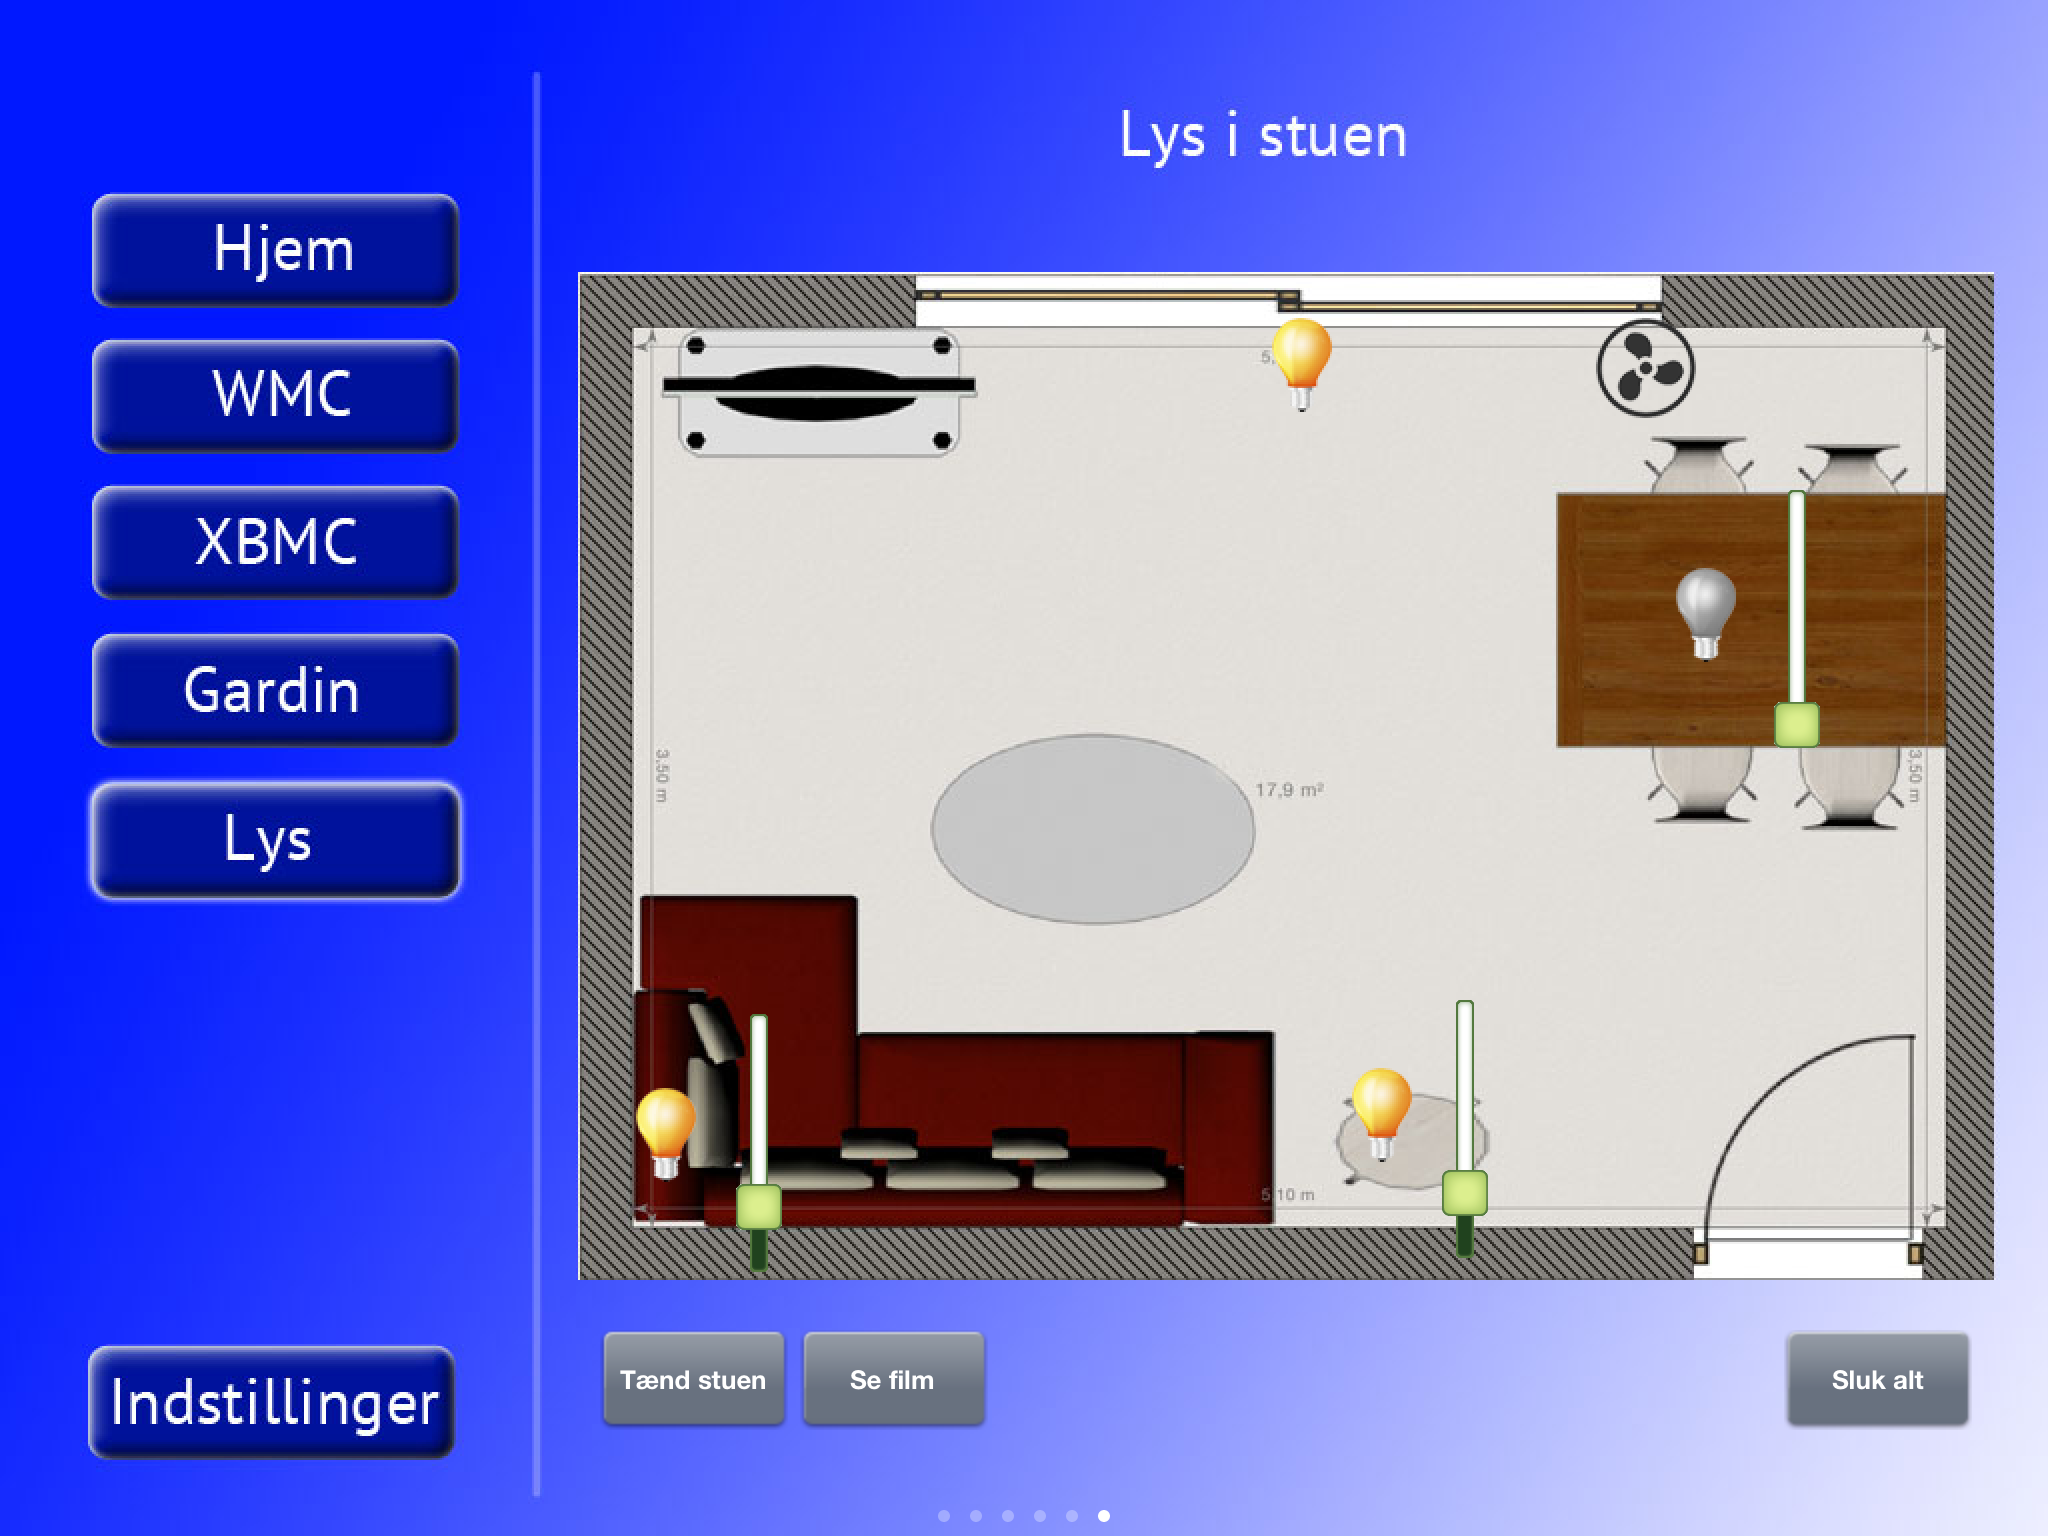 Lys i stuen
Hjem
WMC
XBMC
Gardin
Lys
Indstillinger
5,
3,50 m
17,9 m²
3,50 m
5,10 m
Tænd stuen
Se film
Sluk alt